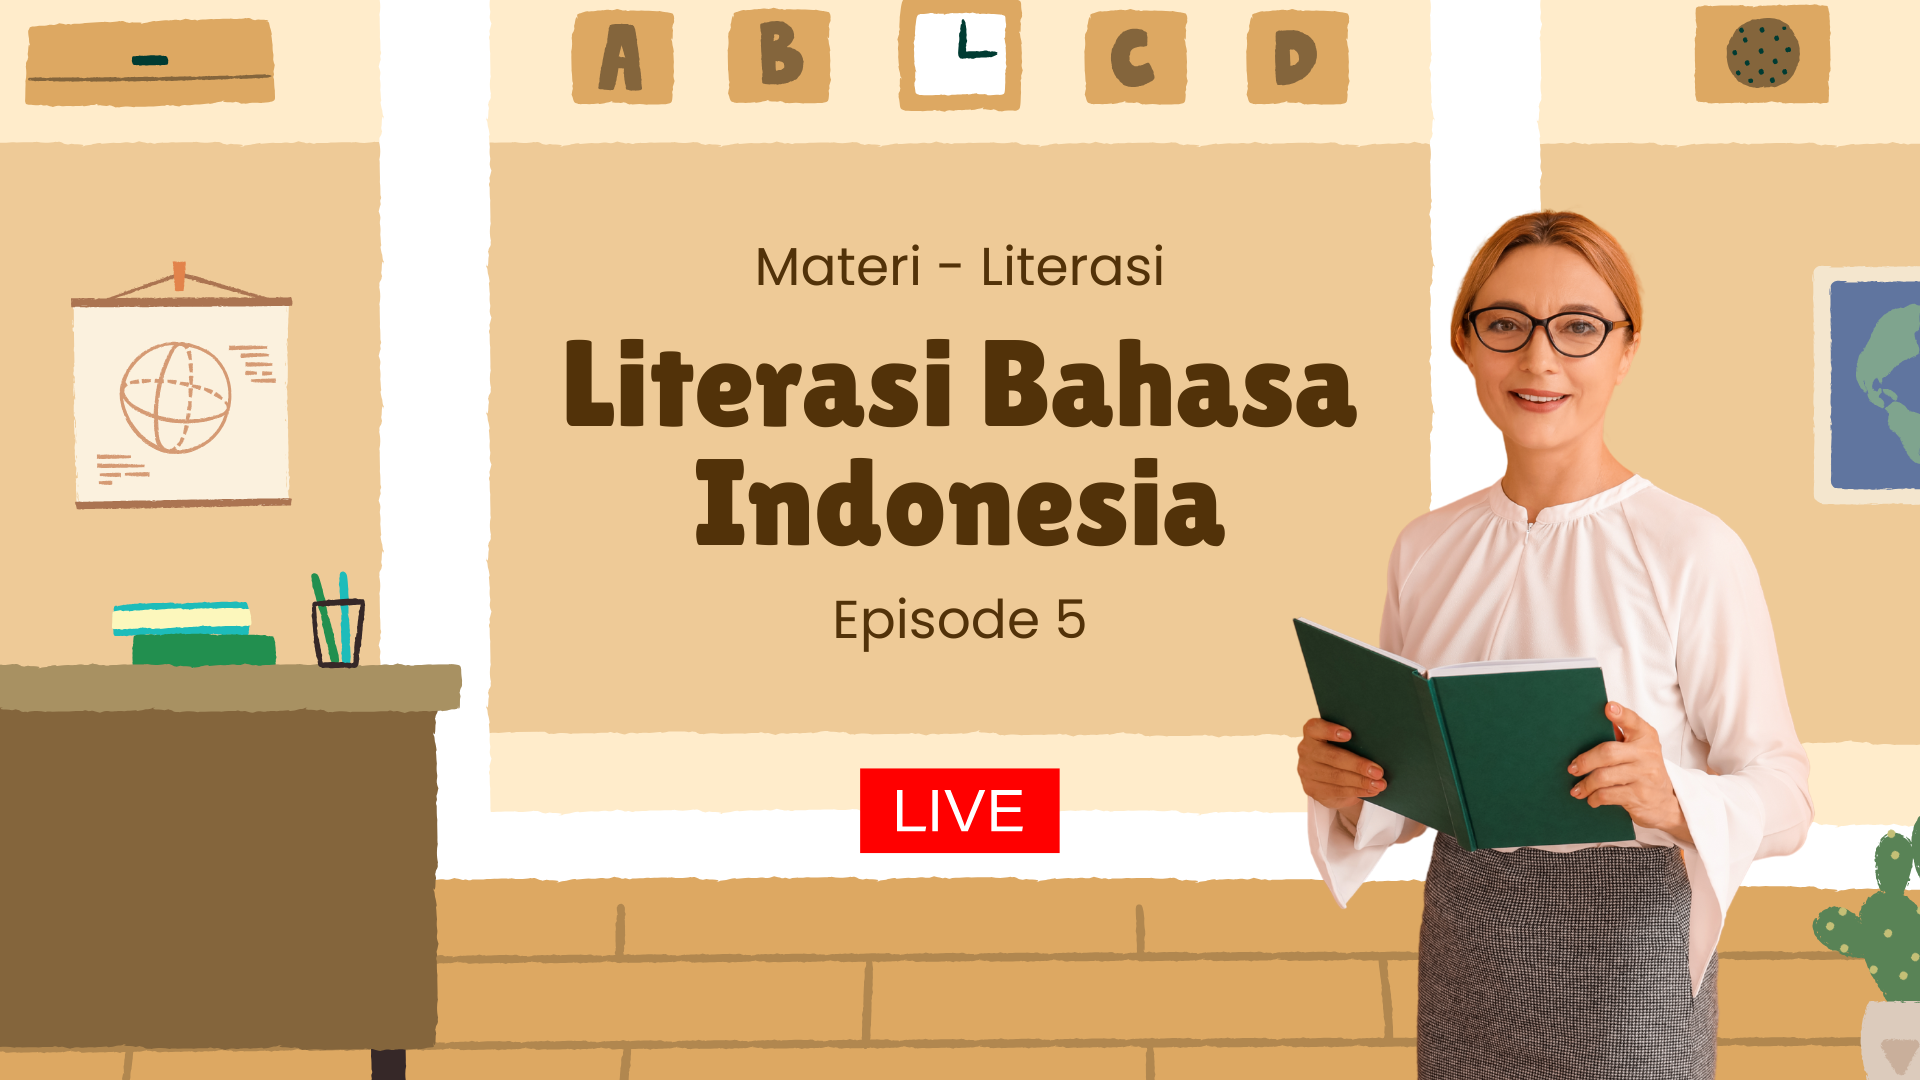 A B C D
Materi - Literasi
Literasi Bahasa
Indonesia
Episode 5
LIVE